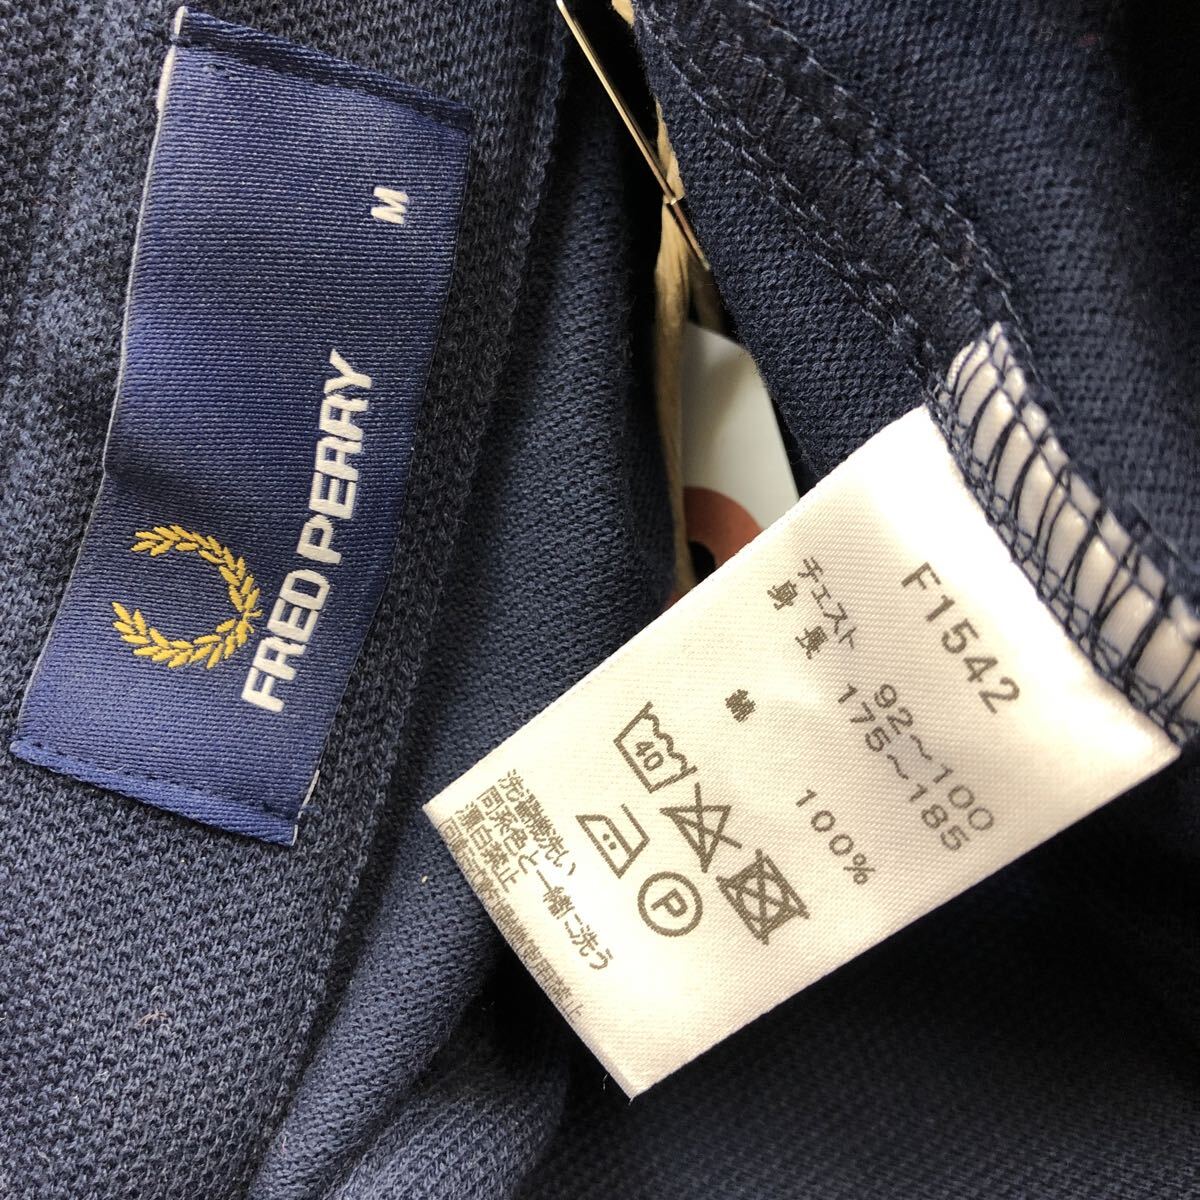 M
FRED PERRY
F1542
チェスト 92～100
身長 175～185
綿 100%
40
P
洗濯機洗い
同系色と一緒に洗う
漂白禁止